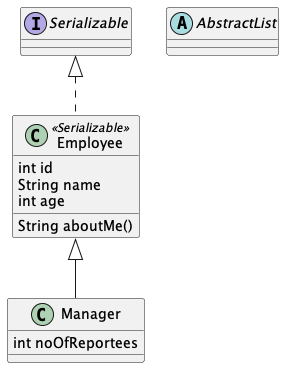 I Serializable
A AbstractList
C «Serializable»
Employee
int id
String name
int age
String aboutMe()
C Manager
int noOfReportees